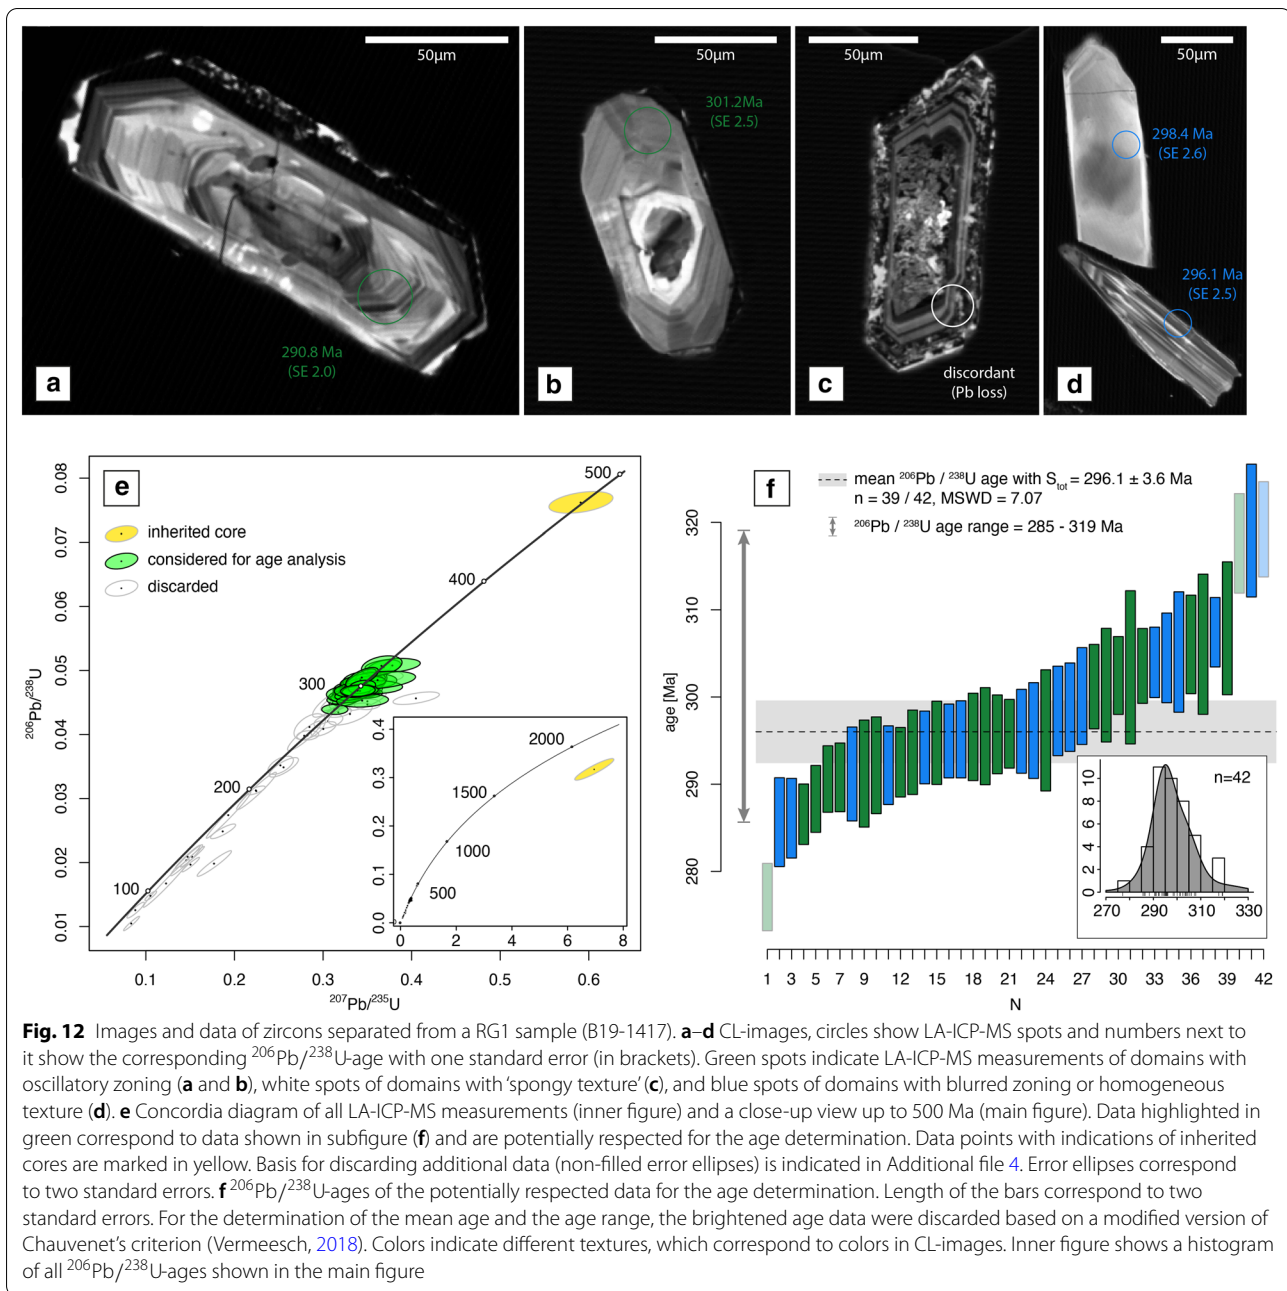 50µm
50µm
50µm
50µm
301.2Ma
(SE 2.5)
298.4 Ma
(SE 2.6)
296.1 Ma
(SE 2.5)
290.8 Ma
(SE 2.0)
discordant
(Pb loss)
a
b
c
d
e
inherited core
considered for age analysis
discarded
500
400
300
200
100
0.08
0.07
0.06
0.05
0.04
0.03
0.02
0.01
²⁰⁶Pb/²³⁸U
0.1
0.2
0.3
0.4
0.5
0.6
²⁰⁷Pb/²³⁵U
0.4
0.3
0.2
0.1
0.0
2000
1500
1000
500
0
2
4
6
8
f
mean ²⁰⁶Pb / ²³⁸U age with Stot = 296.1 ± 3.6 Ma
n = 39 / 42, MSWD = 7.07
²⁰⁶Pb / ²³⁸U age range = 285 - 319 Ma
320
310
300
290
280
age [Ma]
n=42
10
8
6
4
2
0
270
290
310
330
1 3 5 7 9 12 15 18 21 24 27 30 33 36 39 42
N
Fig. 12 Images and data of zircons separated from a RG1 sample (B19-1417). a–d CL-images, circles show LA-ICP-MS spots and numbers next to
it show the corresponding ²⁰⁶Pb/²³⁸U-age with one standard error (in brackets). Green spots indicate LA-ICP-MS measurements of domains with
oscillatory zoning (a and b), white spots of domains with ‘spongy texture’ (c), and blue spots of domains with blurred zoning or homogeneous
texture (d). e Concordia diagram of all LA-ICP-MS measurements (inner figure) and a close-up view up to 500 Ma (main figure). Data highlighted in
green correspond to data shown in subfigure (f) and are potentially respected for the age determination. Data points with indications of inherited
cores are marked in yellow. Basis for discarding additional data (non-filled error ellipses) is indicated in Additional file 4. Error ellipses correspond
to two standard errors. f ²⁰⁶Pb/²³⁸U-ages of the potentially respected data for the age determination. Length of the bars correspond to two
standard errors. For the determination of the mean age and the age range, the brightened age data were discarded based on a modified version of
Chauvenet’s criterion (Vermeesch, 2018). Colors indicate different textures, which correspond to colors in CL-images. Inner figure shows a histogram
of all ²⁰⁶Pb/²³⁸U-ages shown in the main figure